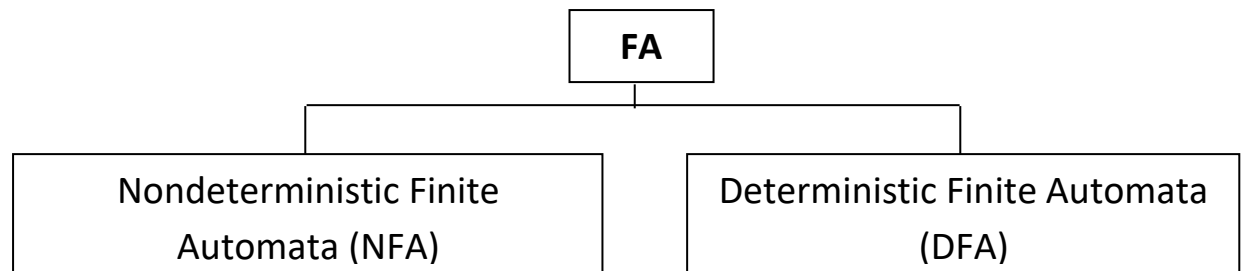 FA
Nondeterministic Finite
Automata (NFA)
Deterministic Finite Automata
(DFA)